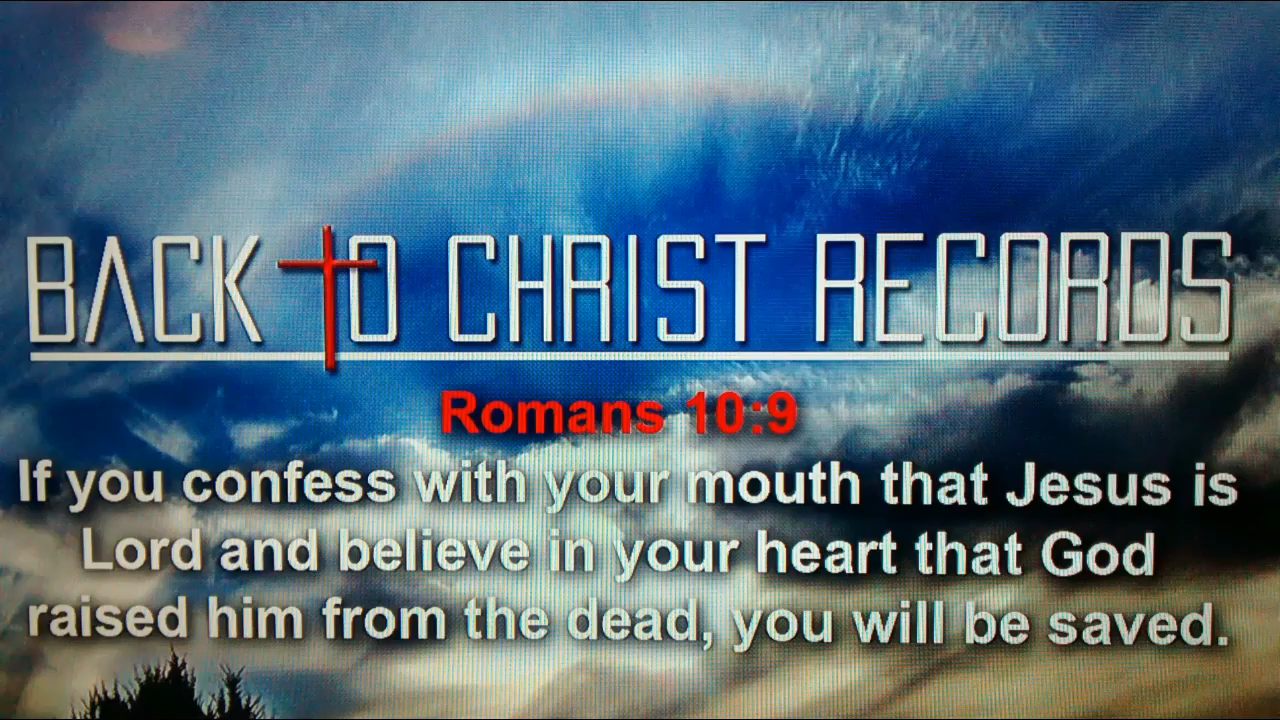 BACK TO CHRIST RECORDS
Romans 10:9
If you confess with your mouth that Jesus is
Lord and believe in your heart that God
raised him from the dead, you will be saved.